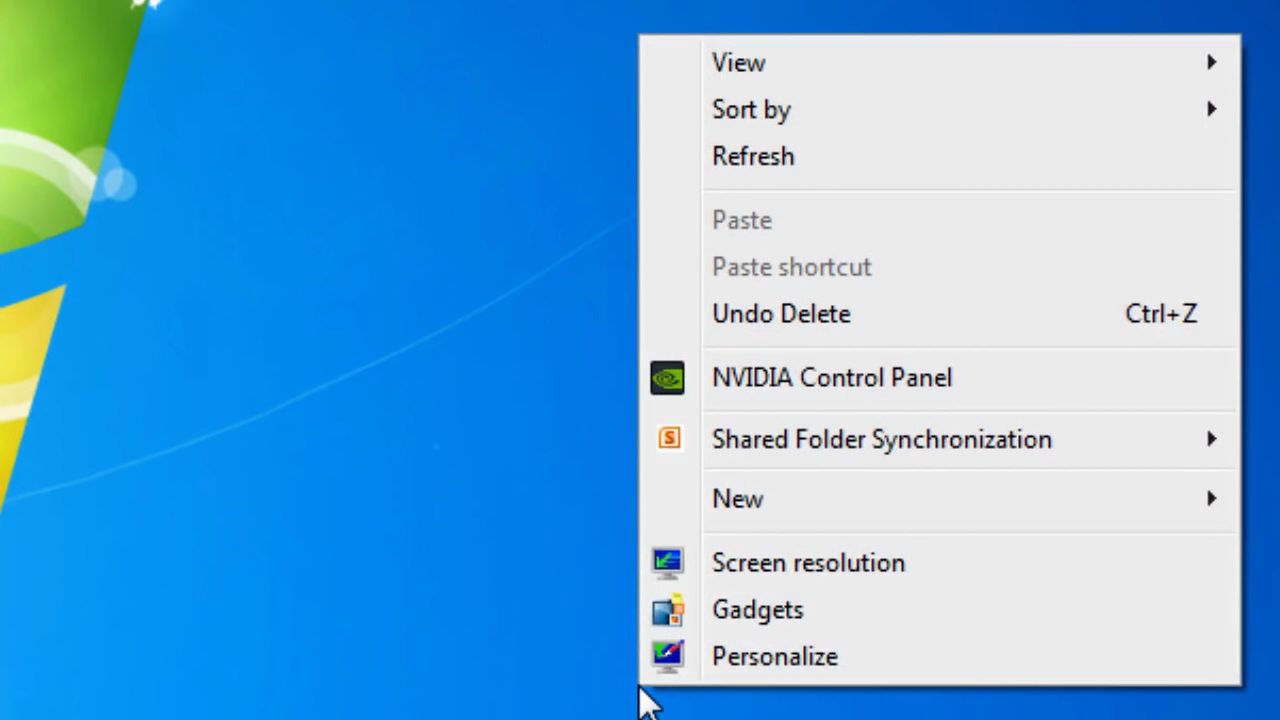 View
Sort by
Refresh
Paste
Paste shortcut
Undo Delete Ctrl+Z
NVIDIA Control Panel
S
Shared Folder Synchronization
New
Screen resolution
Gadgets
Personalize